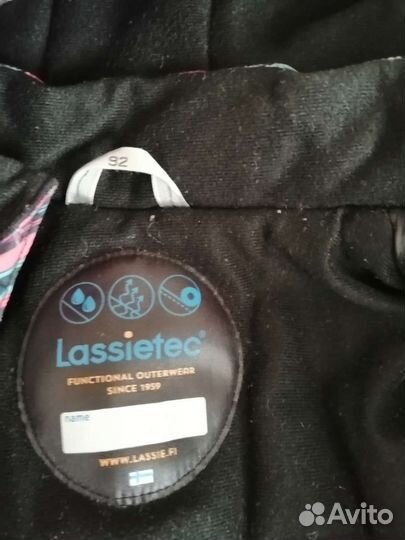 92
Lassietec®
FUNCTIONAL OUTERWEAR
SINCE 1959
name
WWW.LASSIE.FI
Avito